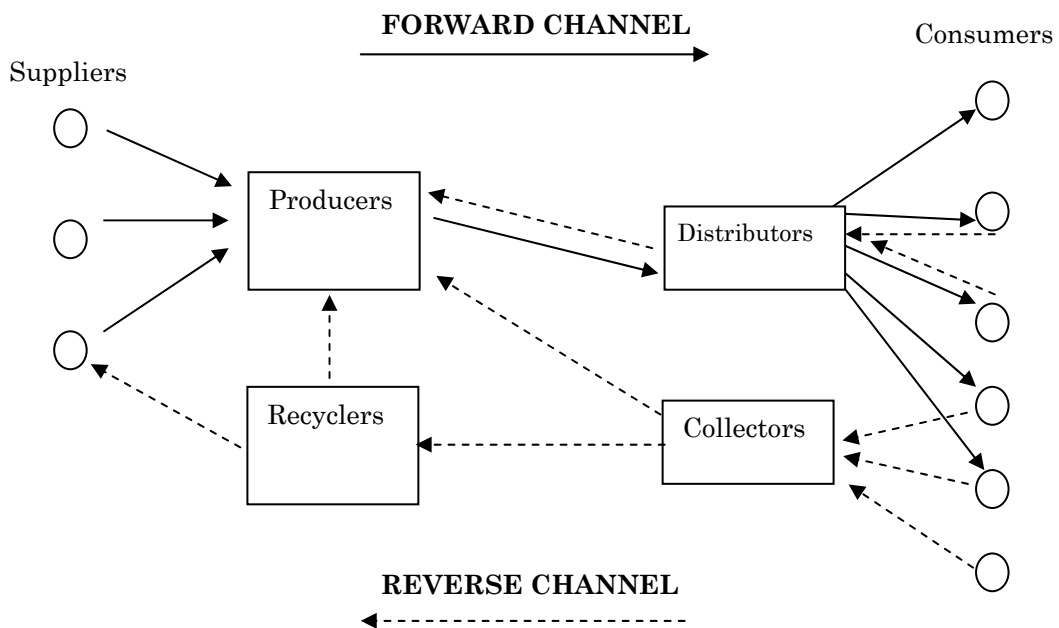 FORWARD CHANNEL
Consumers
Suppliers
Producers
Distributors
Recyclers
Collectors
REVERSE CHANNEL